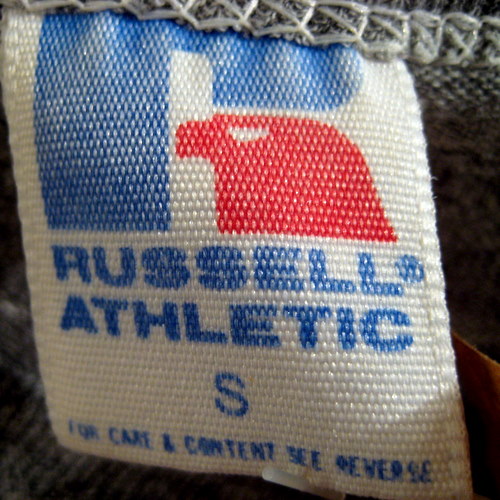 RUSSELL®
ATHLETIC
S
FOR CARE & CONTENT SEE REVERSE